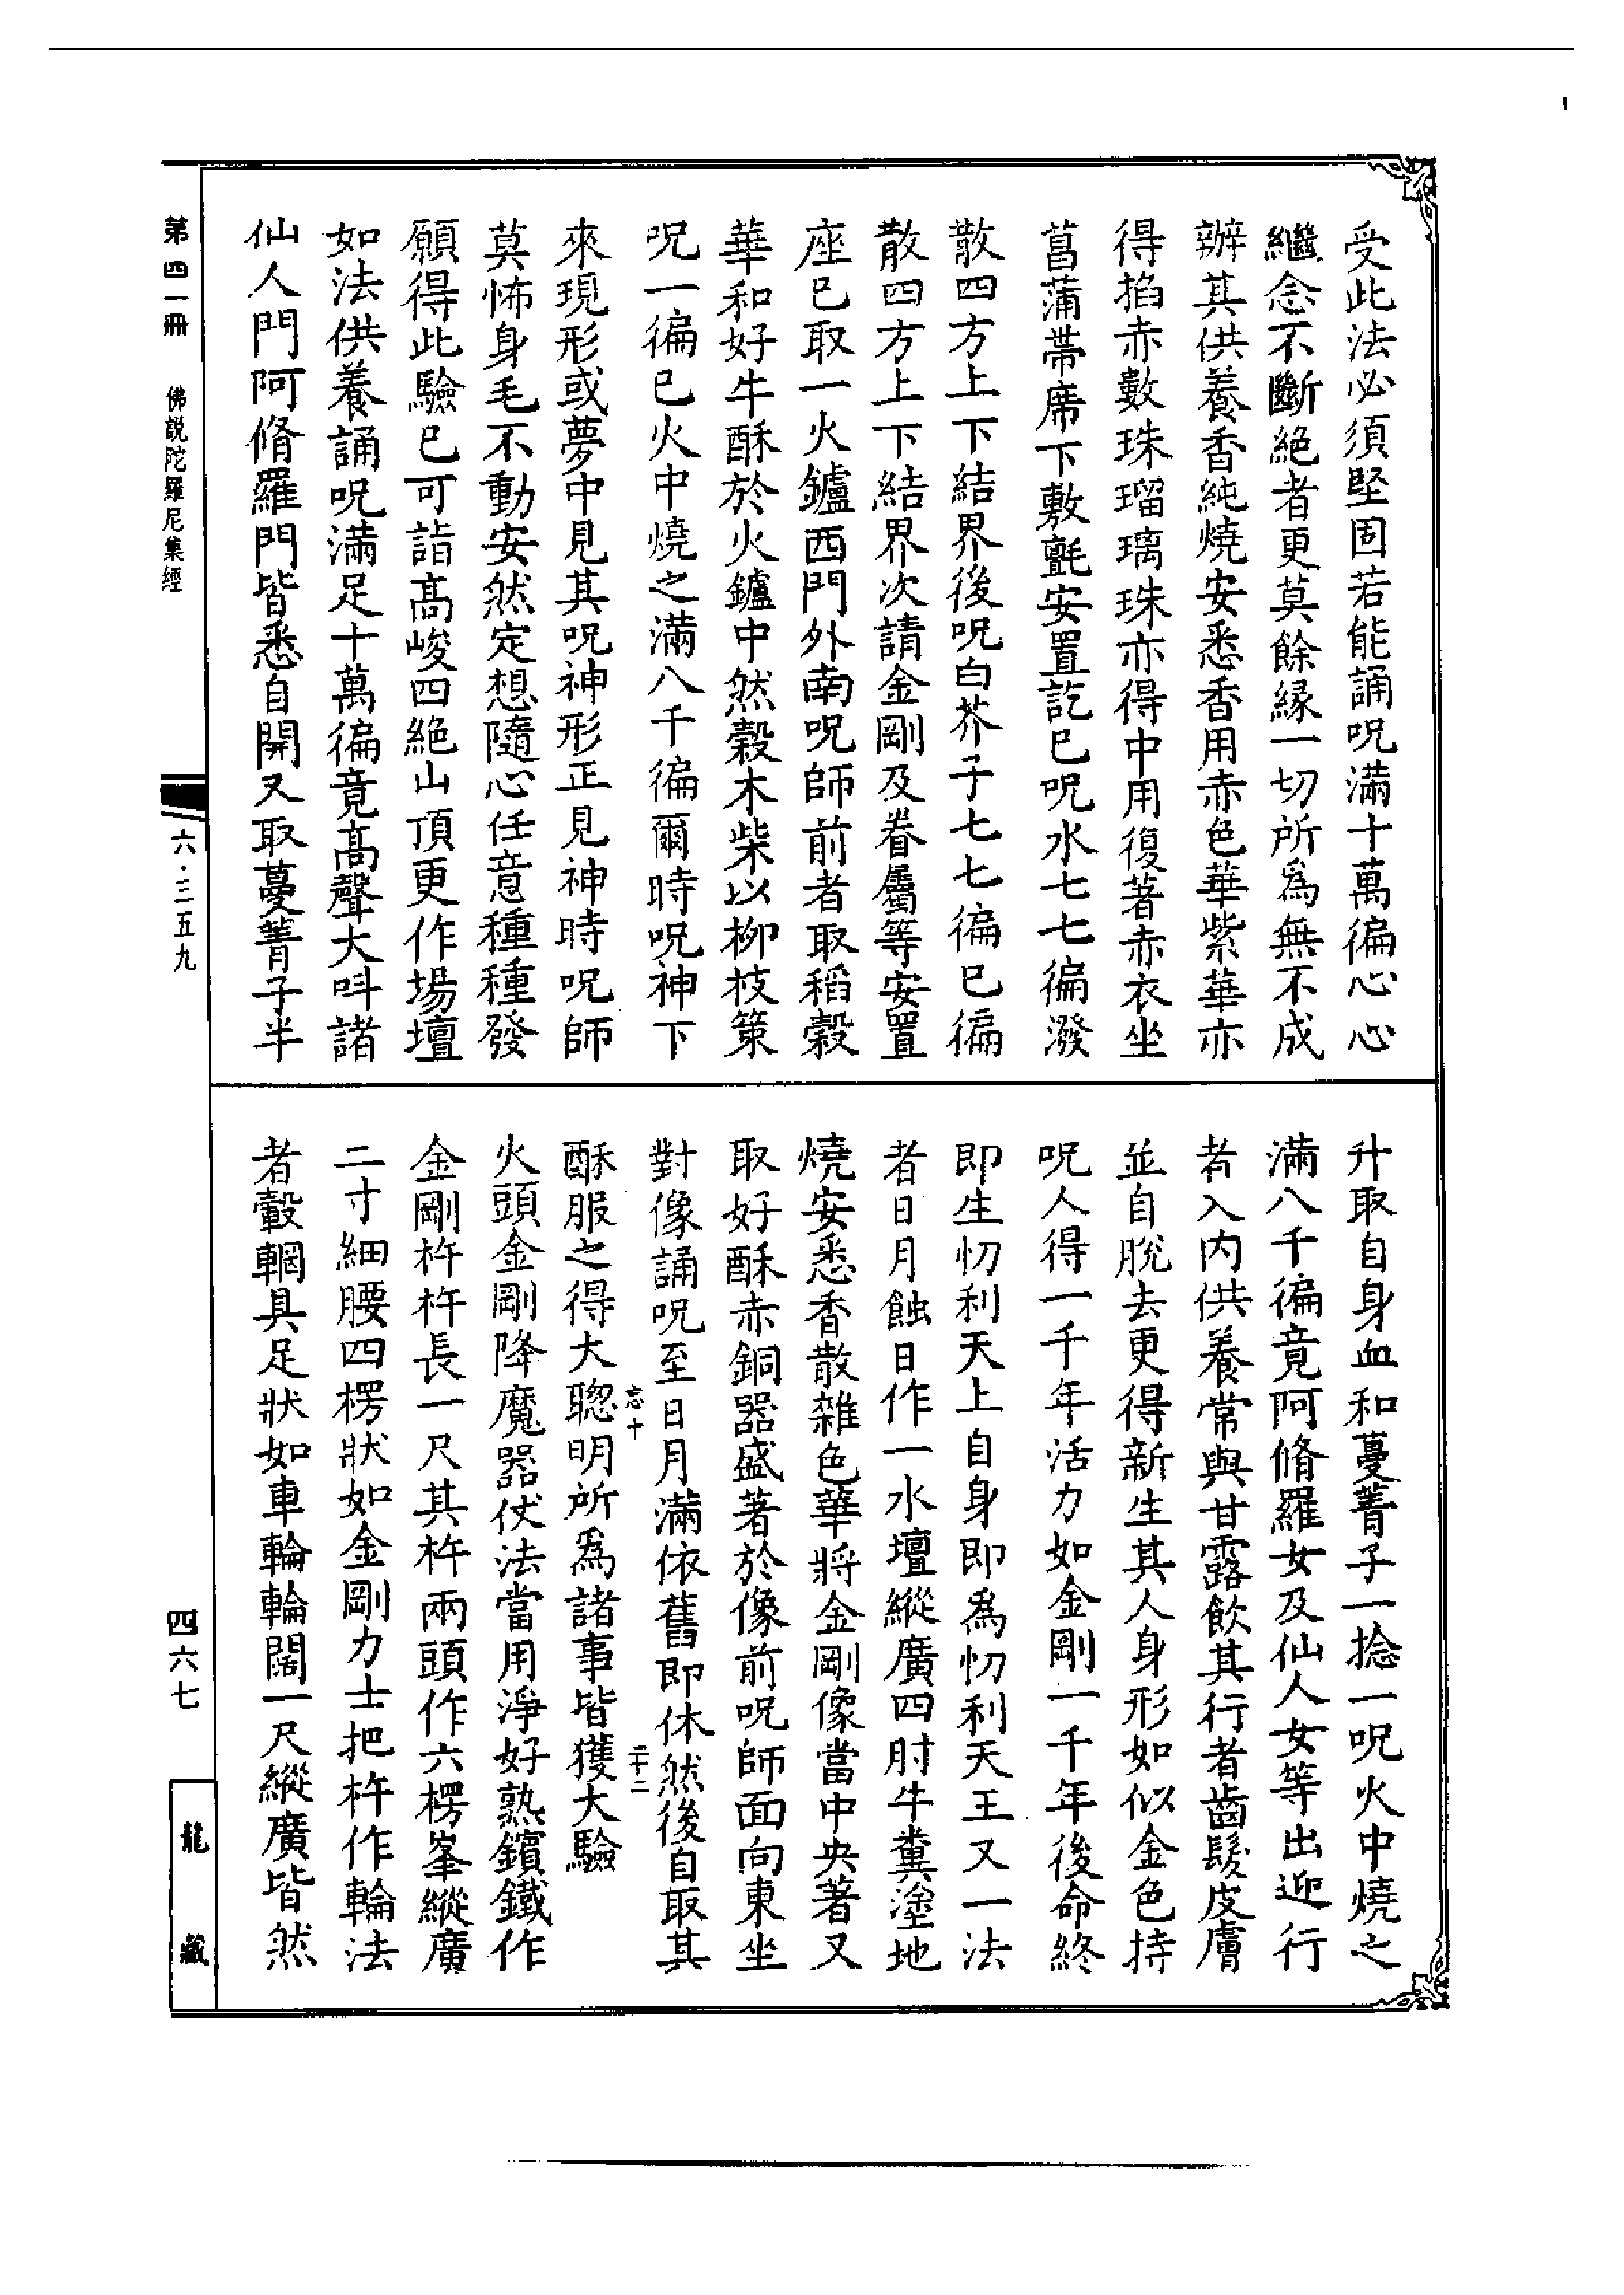 受此法必須堅固若能誦呪滿十萬徧心心
繼念不斷絕者更莫餘緣一切所爲無不成
辦其供養香純燒安悉香用赤色華紫華亦
得掐赤數珠瑠璃珠亦得中用復著赤衣坐
菖蒲蔕席下敷氈安置訖已呪水七七徧潑
散四方上下結界後呪白芥子七七徧已徧
散四方上下結界次請金剛及眷屬等安置
座已取一火鑪西門外南呪師前者取稻穀
華和好牛酥於火鑪中然穀木柴以柳枝策
呪一徧已火中燒之滿八千徧爾時呪神下
來現形或夢中見其呪神形正見神時呪師
莫怖身毛不動安然定想隨心任意種種發
願得此驗已可詣高峻四絕山頂更作場壇
如法供養誦呪滿足十萬徧竟高聲大呌諸
仙人門阿脩羅門皆悉自開又取蔓菁子半
升取自身血和蔓菁子一捻一呪火中燒之
滿八千徧竟阿脩羅女及仙人女等出迎行
者入內供養常與甘露飲其行者齒髮皮膚
並自脫去更得新生其人身形如似金色持
呪人得一千年活力如金剛一千年後命終
即生忉利天上自身即爲忉利天王又一法
者日月蝕日作一水壇縱廣四肘牛糞塗地
燒安悉香散雜色華將金剛像當中央著又
取好酥赤銅器盛著於像前呪師面向東坐
對像誦呪至日月滿依舊即休然後自取其
忘十
二十二
酥服之得大聰明所爲諸事皆獲大驗
火頭金剛降魔器仗法當用淨好熟鑌鐵作
金剛杵杵長一尺其杵兩頭作六楞峯縱廣
二寸細腰四楞狀如金剛力士把杵作輪法
者轂輞具足狀如車輪輪闊一尺縱廣皆然
第四一冊 佛說陀羅尼集經
六·三五九
四六七
龍藏